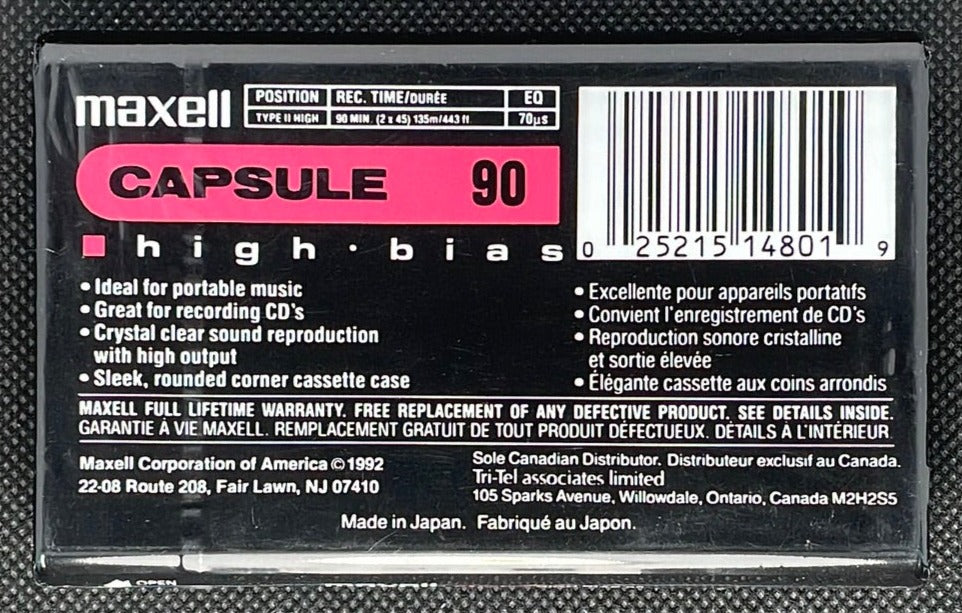 maxell
POSITION REC. TIME/DURÉE EQ
TYPE II HIGH 90 MIN. (2 x 45) 135m/443 ft 70µs
CAPSULE 90
high·bias
0 25215 14801 9
• Ideal for portable music
• Great for recording CD's
• Crystal clear sound reproduction
with high output
• Sleek, rounded corner cassette case
• Excellente pour appareils portatifs
• Convient l'enregistrement de CD's
• Reproduction sonore cristalline
et sortie élevée
• Élégante cassette aux coins arrondis
MAXELL FULL LIFETIME WARRANTY. FREE REPLACEMENT OF ANY DEFECTIVE PRODUCT. SEE DETAILS INSIDE.
GARANTIE À VIE MAXELL. REMPLACEMENT GRATUIT DE TOUT PRODUIT DÉFECTUEUX. DÉTAILS À L'INTÉRIEUR.
Maxell Corporation of America © 1992
22-08 Route 208, Fair Lawn, NJ 07410
Sole Canadian Distributor. Distributeur exclusif au Canada.
Tri-Tel associates limited
105 Sparks Avenue, Willowdale, Ontario, Canada M2H2S5
Made in Japan. Fabriqué au Japon.
OPEN